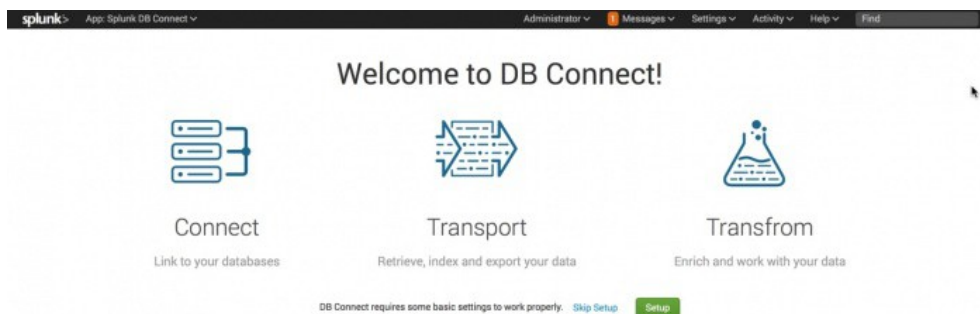 splunk> App: Splunk DB Connect Administrator 1 Messages Settings Activity Help Find
Welcome to DB Connect!
Connect Transport Transfrom
Link to your databases Retrieve, index and export your data Enrich and work with your data
DB Connect requires some basic settings to work properly. Skip Setup Setup